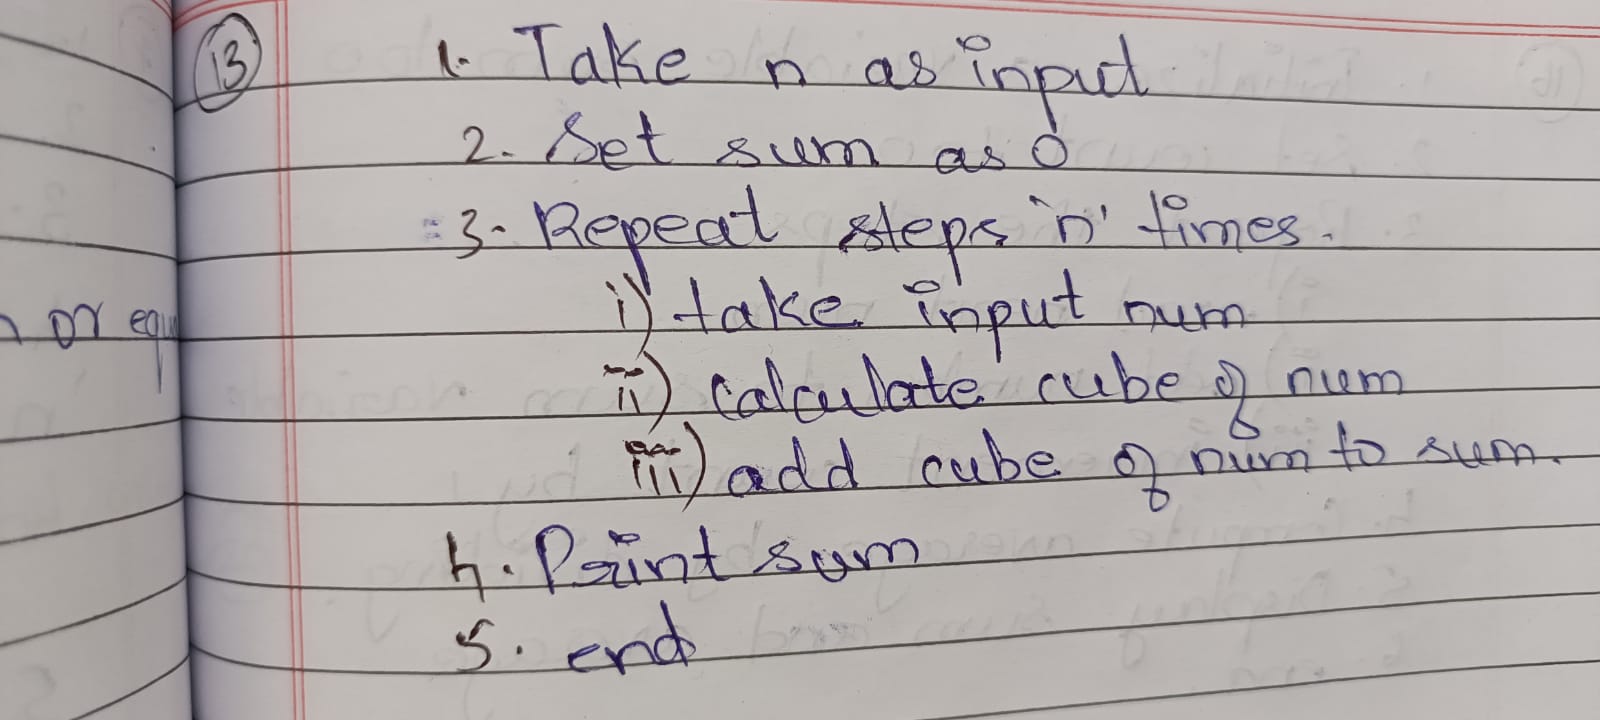 13
1. Take n as input
2. Set sum as 0
3. Repeat steps 'n' times.
i) take input num
or equ
ii) calculate cube of num
iii) add cube of num to sum.
4. Print sum
5. end